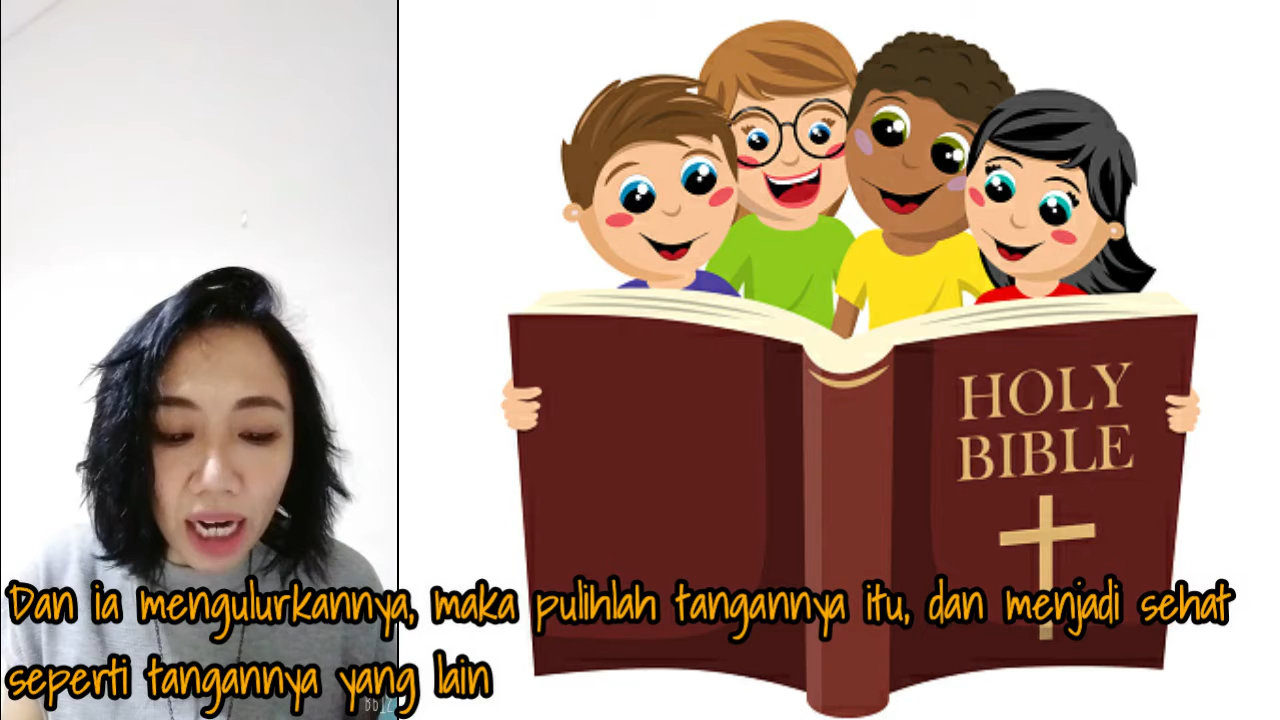 HOLY
BIBLE
Dan ia mengulurkannya, maka pulihlah tangannya itu, dan menjadi sehat
seperti tangannya yang lain